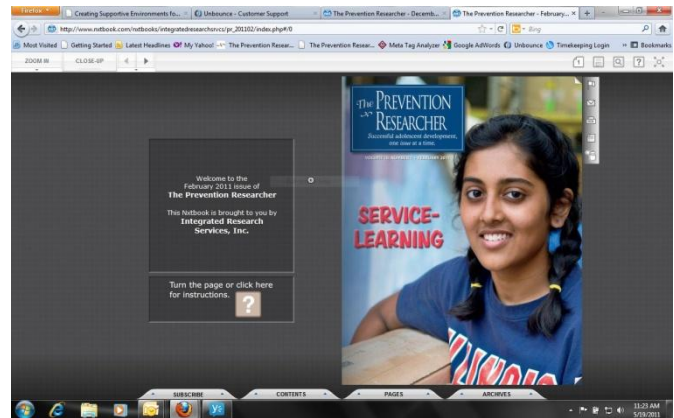 Firefox
Creating Supportive Environments fo...
Unbounce - Customer Support
The Prevention Researcher - Decemb...
The Prevention Researcher - February...
http://www.nxtbook.com/nxtbooks/integratedresearchsrvcs/pr_201102/index.php#/0
Bing
Most Visited
Getting Started
Latest Headlines
My Yahoo!
The Prevention Resear...
The Prevention Resear...
Meta Tag Analyzer
Google AdWords
Unbounce
Timekeeping Login
Bookmarks
ZOOM IN
CLOSE-UP
The PREVENTION
RESEARCHER
Successful adolescent development,
one issue at a time.
Welcome to the
February 2011 issue of
The Prevention Researcher
This Nxtbook is brought to you by
Integrated Research
Services, Inc.
SERVICE-
LEARNING
Turn the page or click here
for instructions.
?
ILLINOIS
SUBSCRIBE
CONTENTS
PAGES
ARCHIVES
11:23 AM
5/19/2011